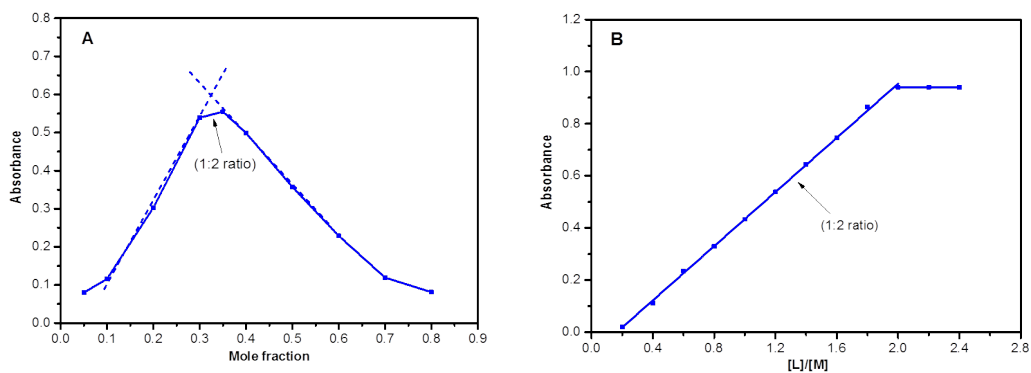 A
0.8
0.7
0.6
0.5
0.4
0.3
0.2
0.1
0.0
Absorbance
(1:2 ratio)
0.0 0.1 0.2 0.3 0.4 0.5 0.6 0.7 0.8 0.9
Mole fraction
B
1.2
1.0
0.8
0.6
0.4
0.2
0.0
Absorbance
(1:2 ratio)
0.0 0.4 0.8 1.2 1.6 2.0 2.4 2.8
[L]/[M]